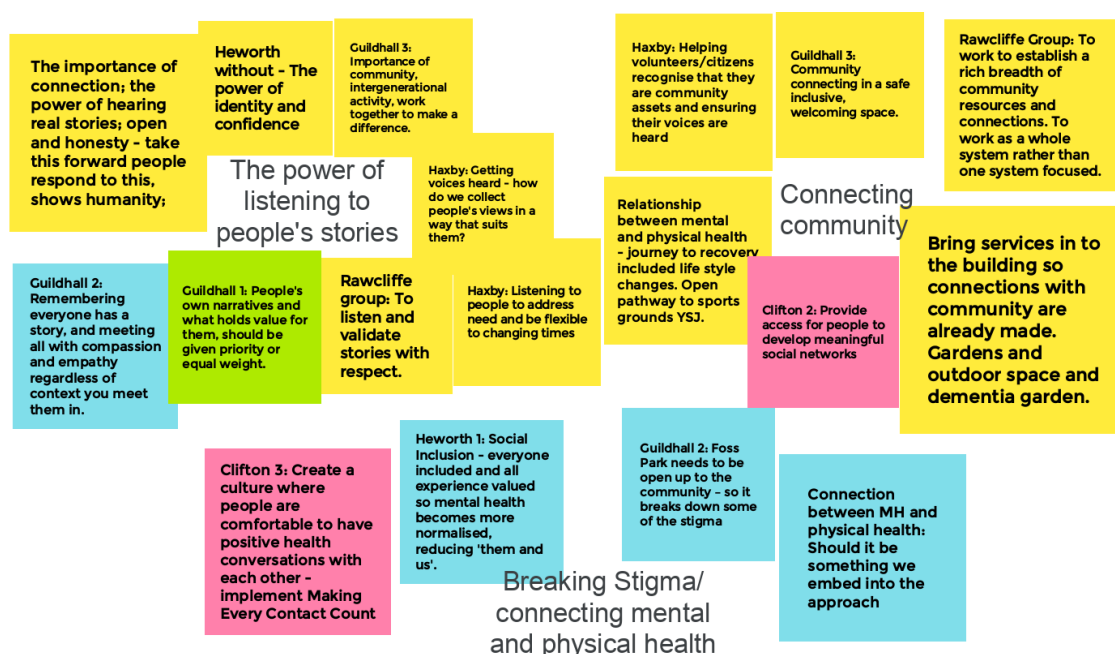 The importance of
connection; the
power of hearing
real stories; open
and honesty - take
this forward people
respond to this,
shows humanity;
Heworth
without - The
power of
identity and
confidence
Guildhall 3:
Importance of
community,
intergenerational
activity, work
together to make a
difference.
Haxby: Getting
voices heard - how
do we collect
people's views in a
way that suits
them?
The power of
listening to
people's stories
Guildhall 2:
Remembering
everyone has a
story, and meeting
all with compassion
and empathy
regardless of
context you meet
them in.
Guildhall 1: People's
own narratives and
what holds value for
them, should be
given priority or
equal weight.
Rawcliffe
group: To
listen and
validate
stories with
respect.
Haxby: Listening to
people to address
need and be flexible
to changing times
Haxby: Helping
volunteers/citizens
recognise that they
are community
assets and ensuring
their voices are
heard
Guildhall 3:
Community
connecting in a safe
inclusive,
welcoming space.
Rawcliffe Group: To
work to establish a
rich breadth of
community
resources and
connections. To
work as a whole
system rather than
one system focused.
Connecting
community
Relationship
between mental
and physical health
- journey to recovery
included life style
changes. Open
pathway to sports
grounds YSJ.
Clifton 2: Provide
access for people to
develop meaningful
social networks
Bring services in to
the building so
connections with
community are
already made.
Gardens and
outdoor space and
dementia garden.
Clifton 3: Create a
culture where
people are
comfortable to have
positive health
conversations with
each other -
implement Making
Every Contact Count
Heworth 1: Social
Inclusion - everyone
included and all
experience valued
so mental health
becomes more
normalised,
reducing 'them and
us'.
Guildhall 2: Foss
Park needs to be
open up to the
community - so it
breaks down some
of the stigma
Connection
between MH and
physical health:
Should it be
something we
embed into the
approach
Breaking Stigma/
connecting mental
and physical health